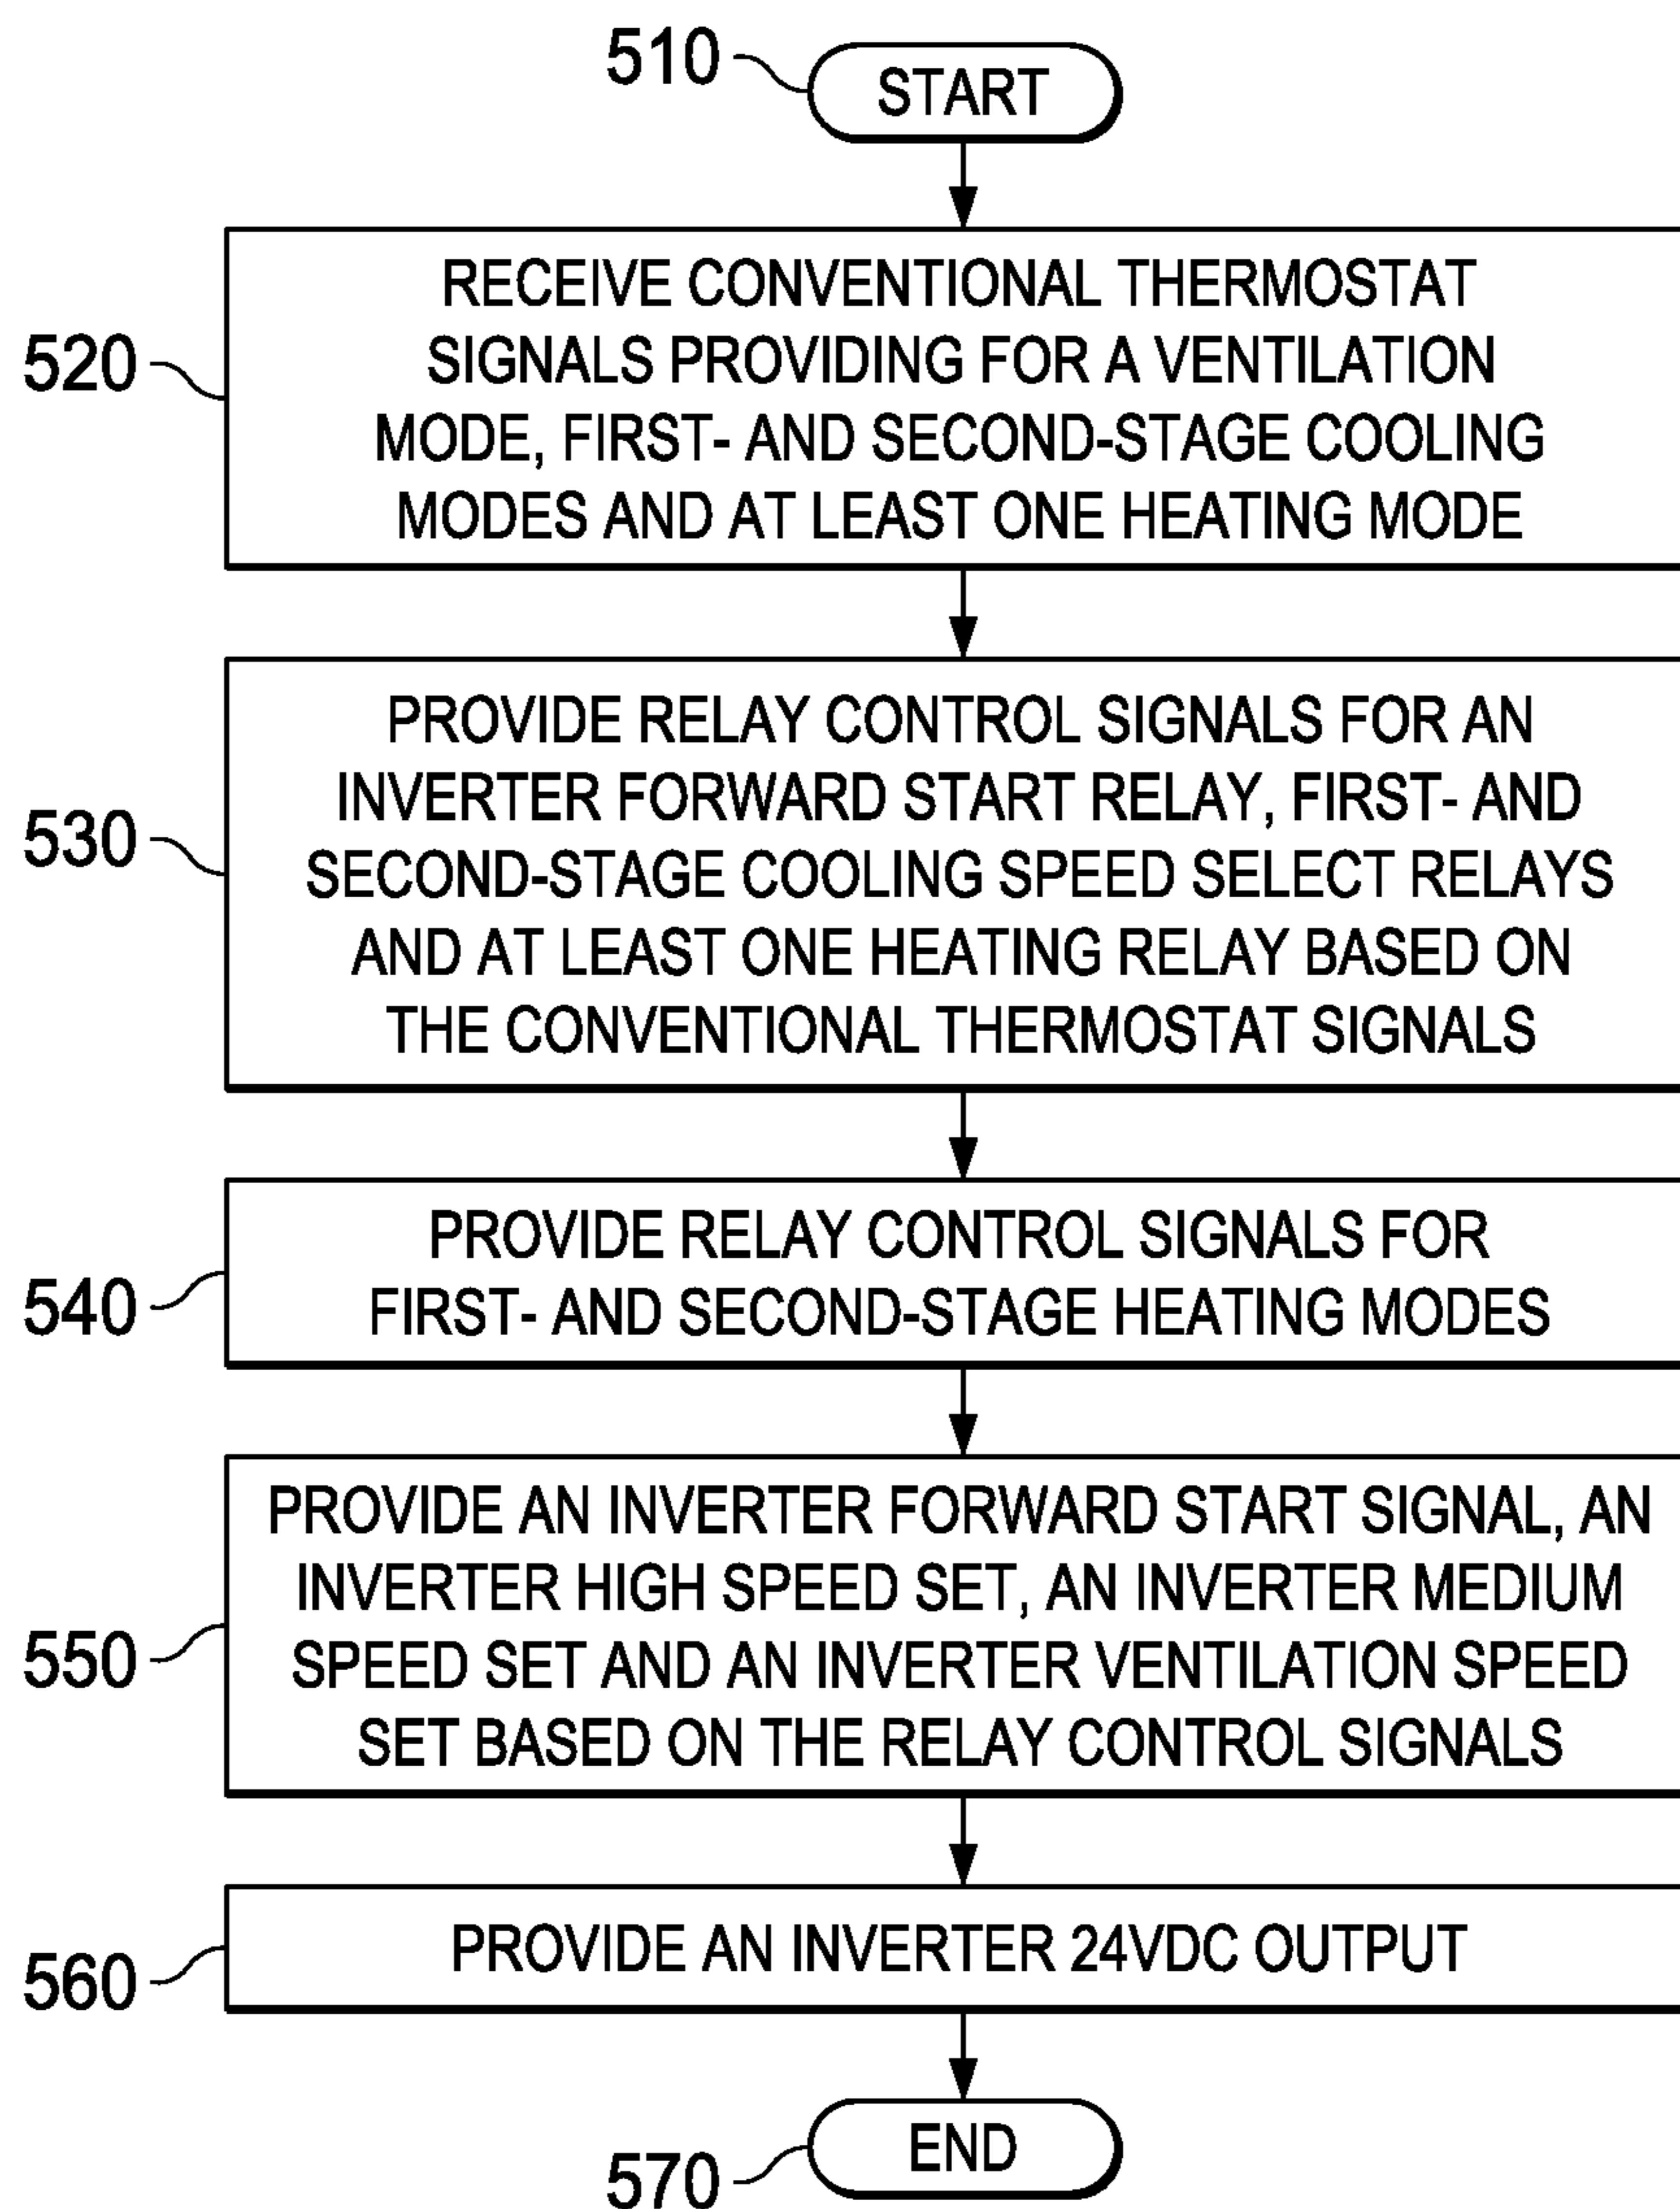 510
START
520
RECEIVE CONVENTIONAL THERMOSTAT
SIGNALS PROVIDING FOR A VENTILATION
MODE, FIRST- AND SECOND-STAGE COOLING
MODES AND AT LEAST ONE HEATING MODE
530
PROVIDE RELAY CONTROL SIGNALS FOR AN
INVERTER FORWARD START RELAY, FIRST- AND
SECOND-STAGE COOLING SPEED SELECT RELAYS
AND AT LEAST ONE HEATING RELAY BASED ON
THE CONVENTIONAL THERMOSTAT SIGNALS
540
PROVIDE RELAY CONTROL SIGNALS FOR
FIRST- AND SECOND-STAGE HEATING MODES
550
PROVIDE AN INVERTER FORWARD START SIGNAL, AN
INVERTER HIGH SPEED SET, AN INVERTER MEDIUM
SPEED SET AND AN INVERTER VENTILATION SPEED
SET BASED ON THE RELAY CONTROL SIGNALS
560
PROVIDE AN INVERTER 24VDC OUTPUT
570
END